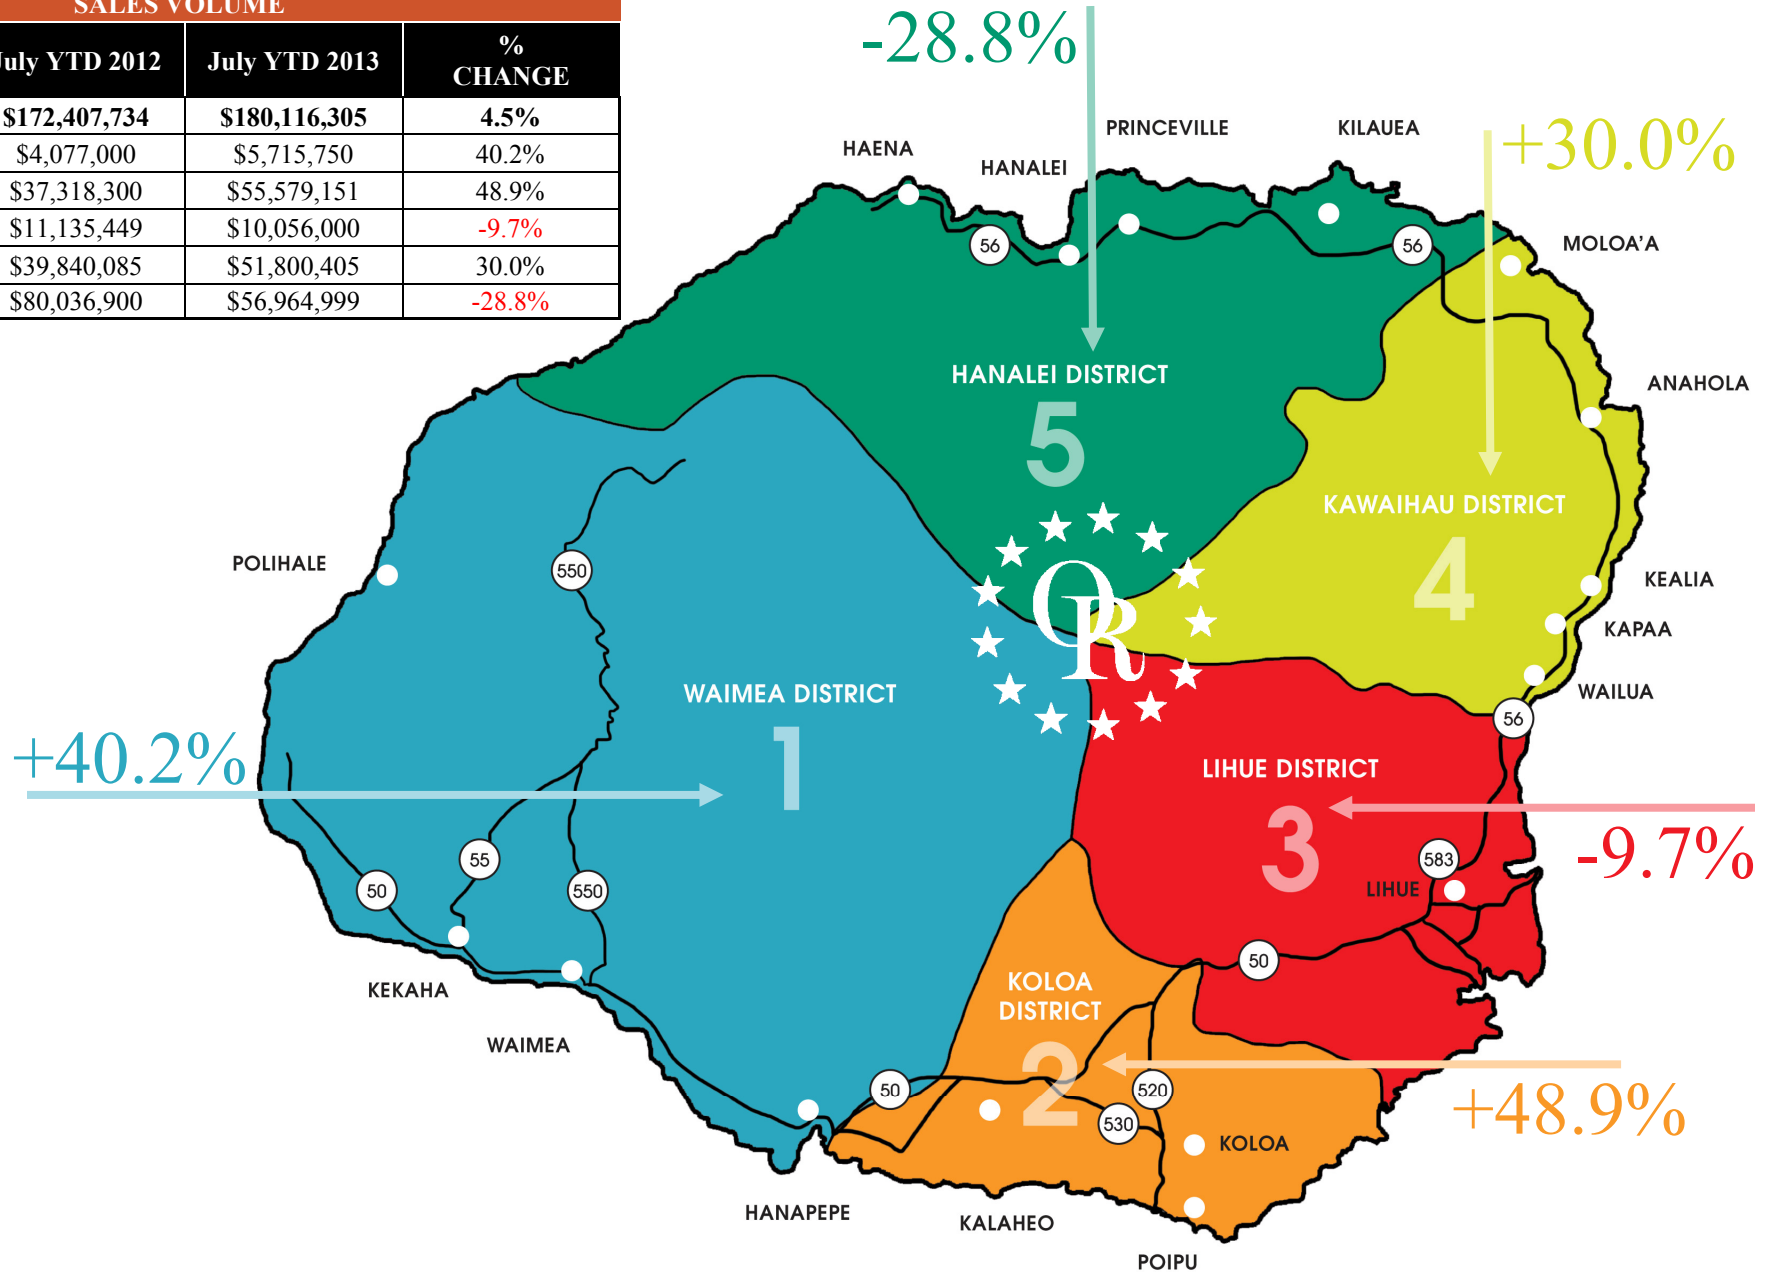 SALES VOLUME
July YTD 2012 July YTD 2013 % CHANGE
$172,407,734 $180,116,305 4.5%
$4,077,000 $5,715,750 40.2%
$37,318,300 $55,579,151 48.9%
$11,135,449 $10,056,000 -9.7%
$39,840,085 $51,800,405 30.0%
$80,036,900 $56,964,999 -28.8%
-28.8%
PRINCEVILLE
KILAUEA
+30.0%
HAENA
HANALEI
56
56
MOLOA'A
HANALEI DISTRICT
5
ANAHOLA
KAWAIHAU DISTRICT
4
POLIHALE
550
KEALIA
OR
KAPAA
WAIMEA DISTRICT
1
WAILUA
56
+40.2%
LIHUE DISTRICT
3
-9.7%
55
583
50
550
LIHUE
50
KEKAHA
KOLOA
DISTRICT
2
WAIMEA
50
520
530
+48.9%
KOLOA
HANAPEPE
KALAHEO
POIPU